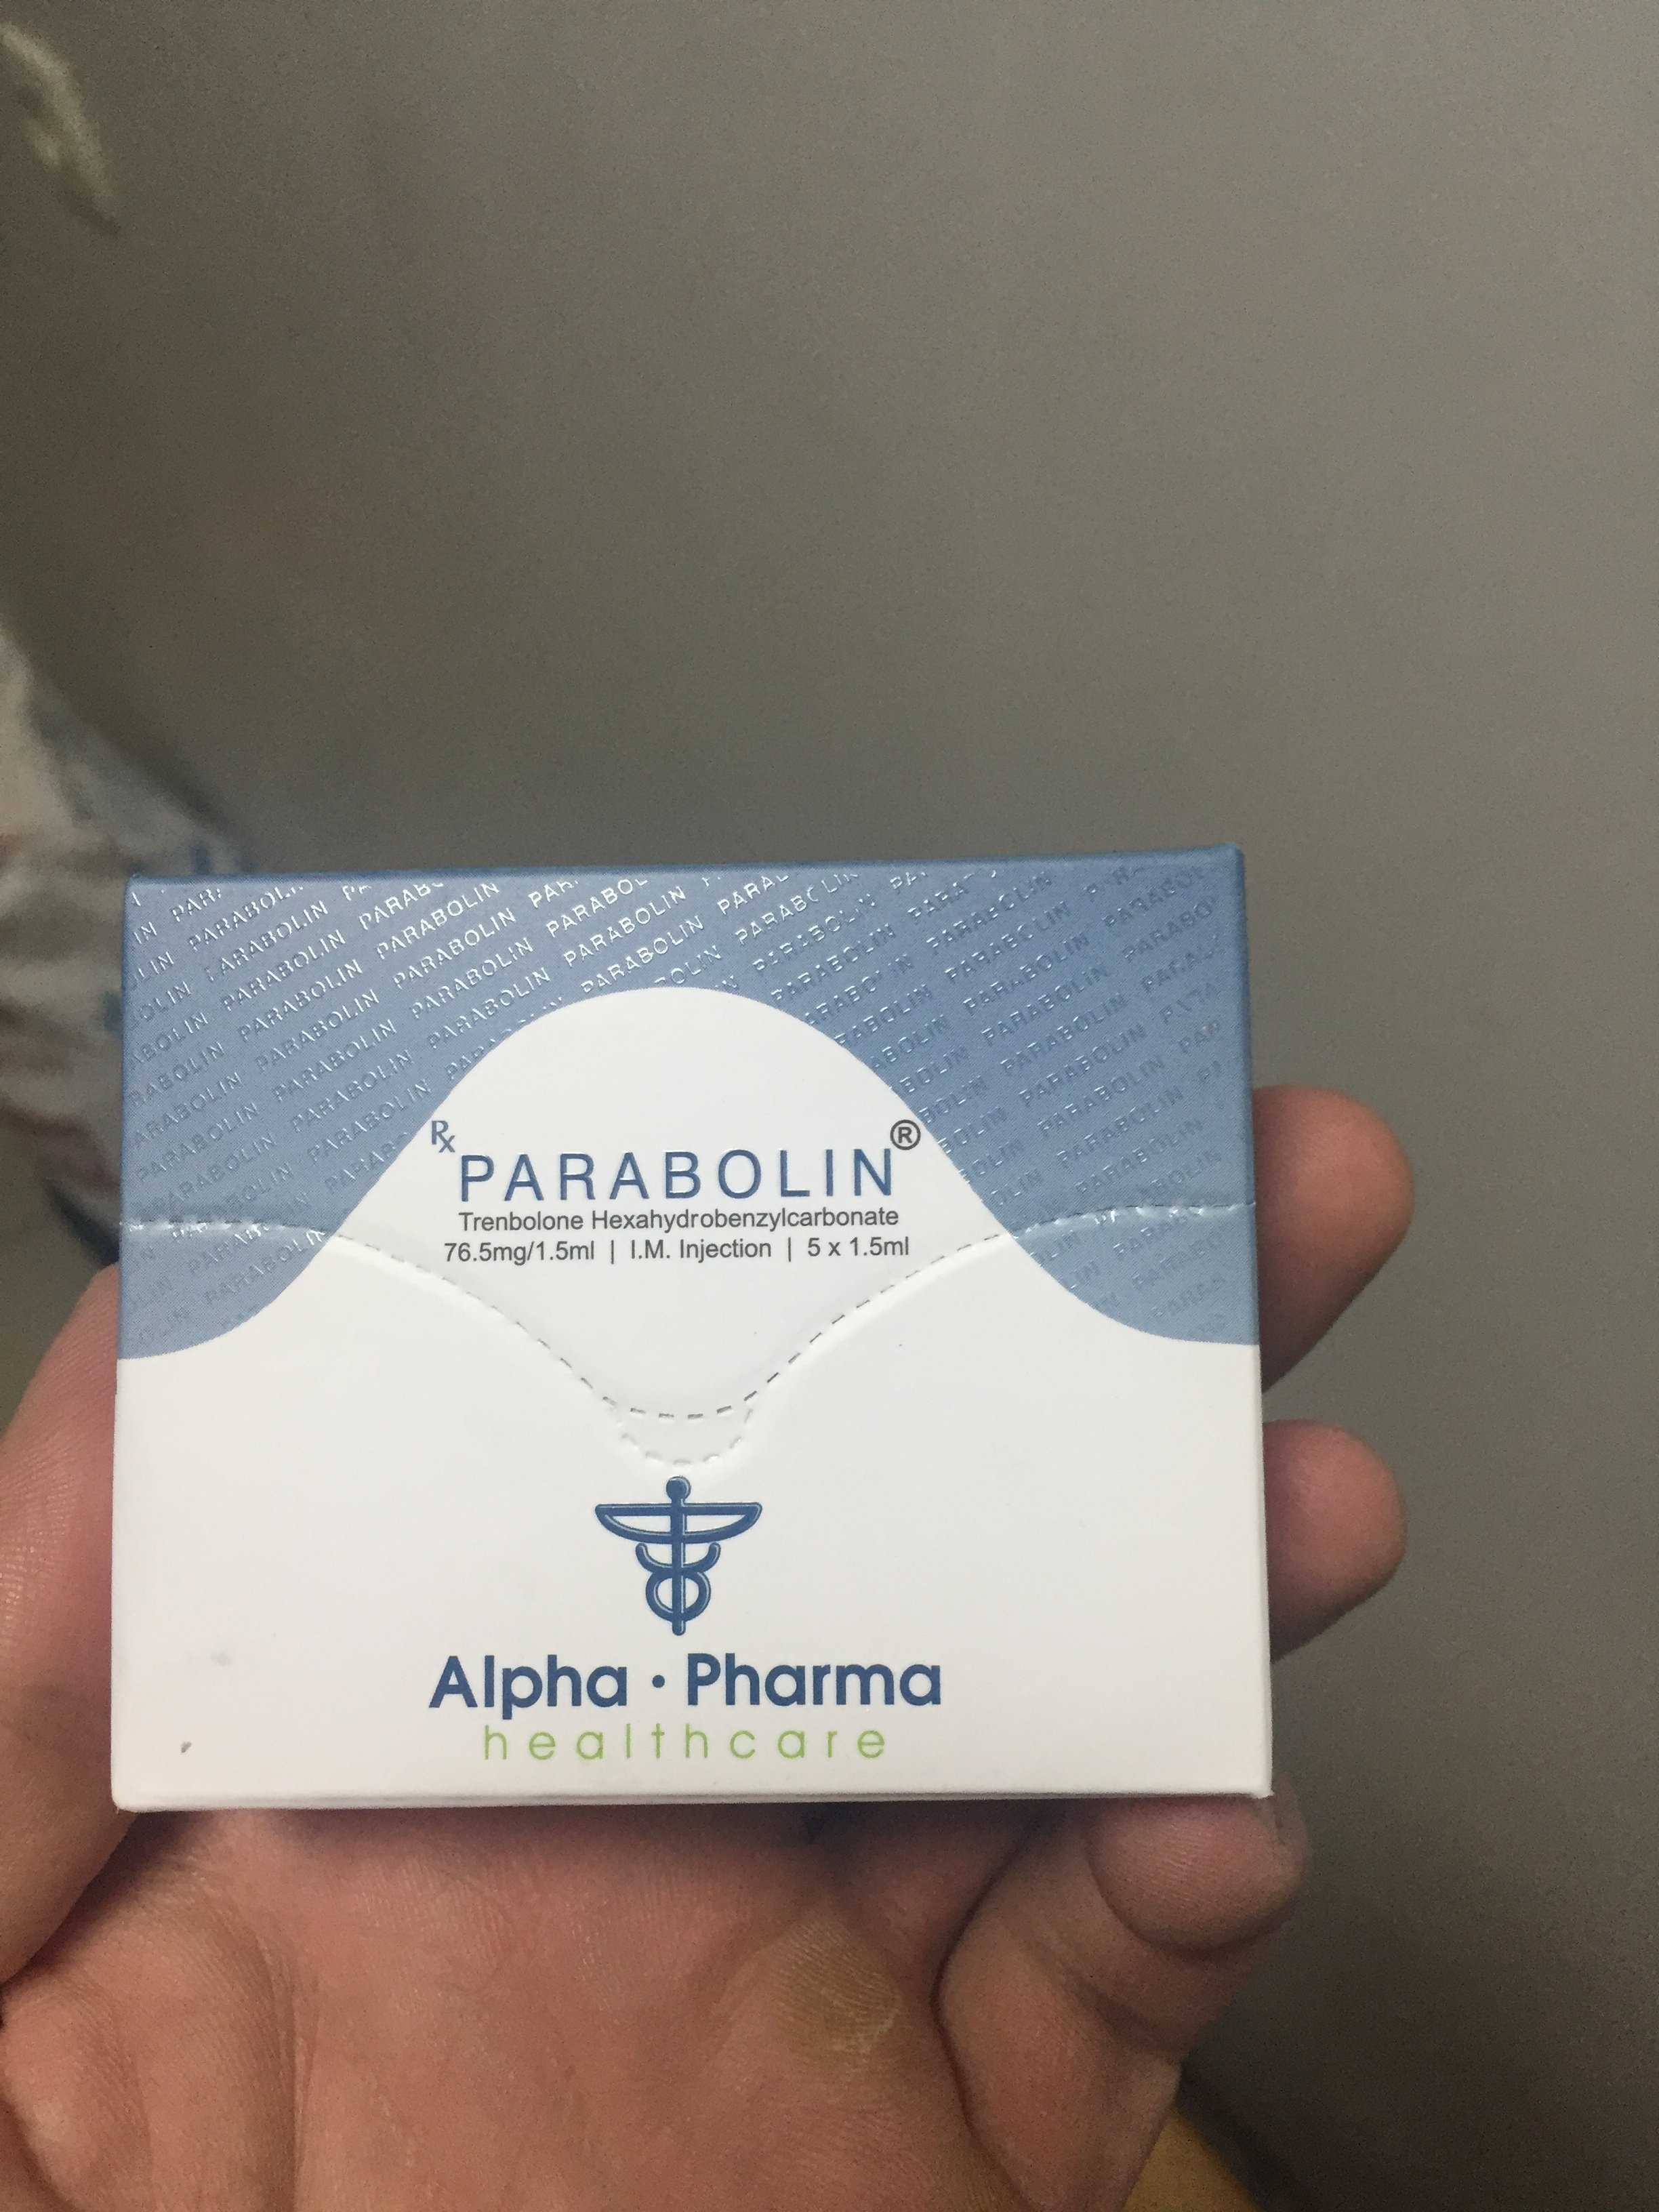 ℞
PARABOLIN®
Trenbolone Hexahydrobenzylcarbonate
76.5mg/1.5ml | I.M. Injection | 5 x 1.5ml
Alpha · Pharma
healthcare